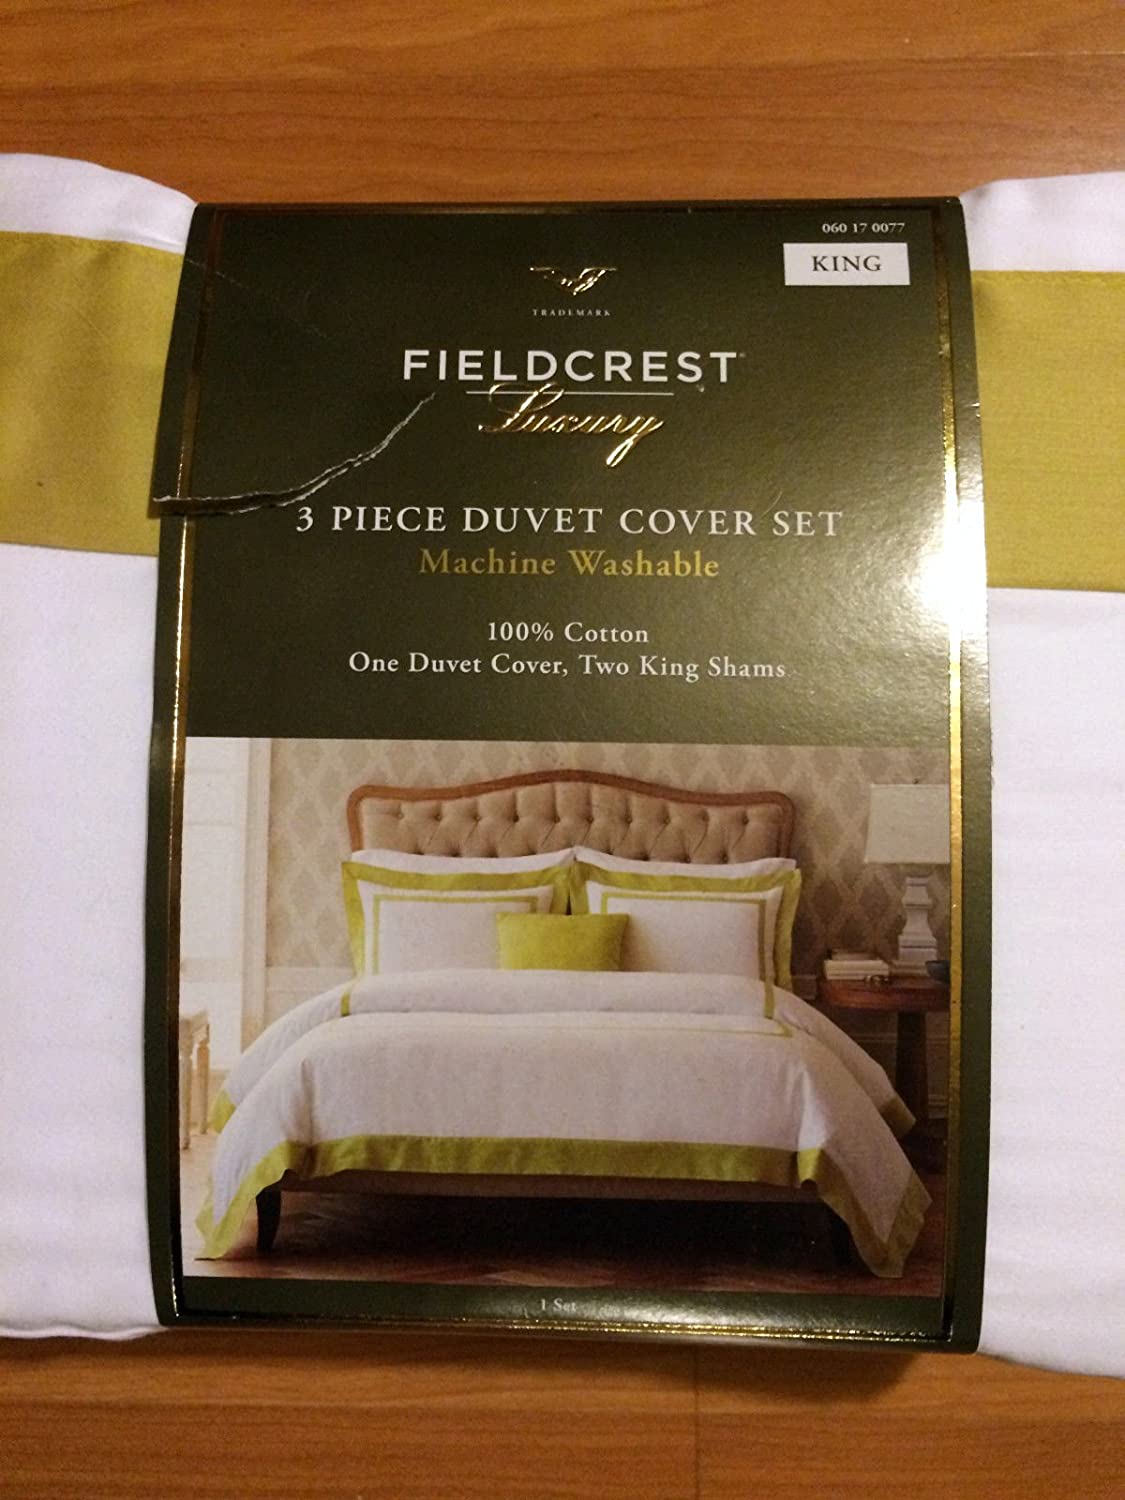 060 17 0077
KING
TRADEMARK
FIELDCREST
Luxury
3 PIECE DUVET COVER SET
Machine Washable
100% Cotton
One Duvet Cover, Two King Shams
1 Set